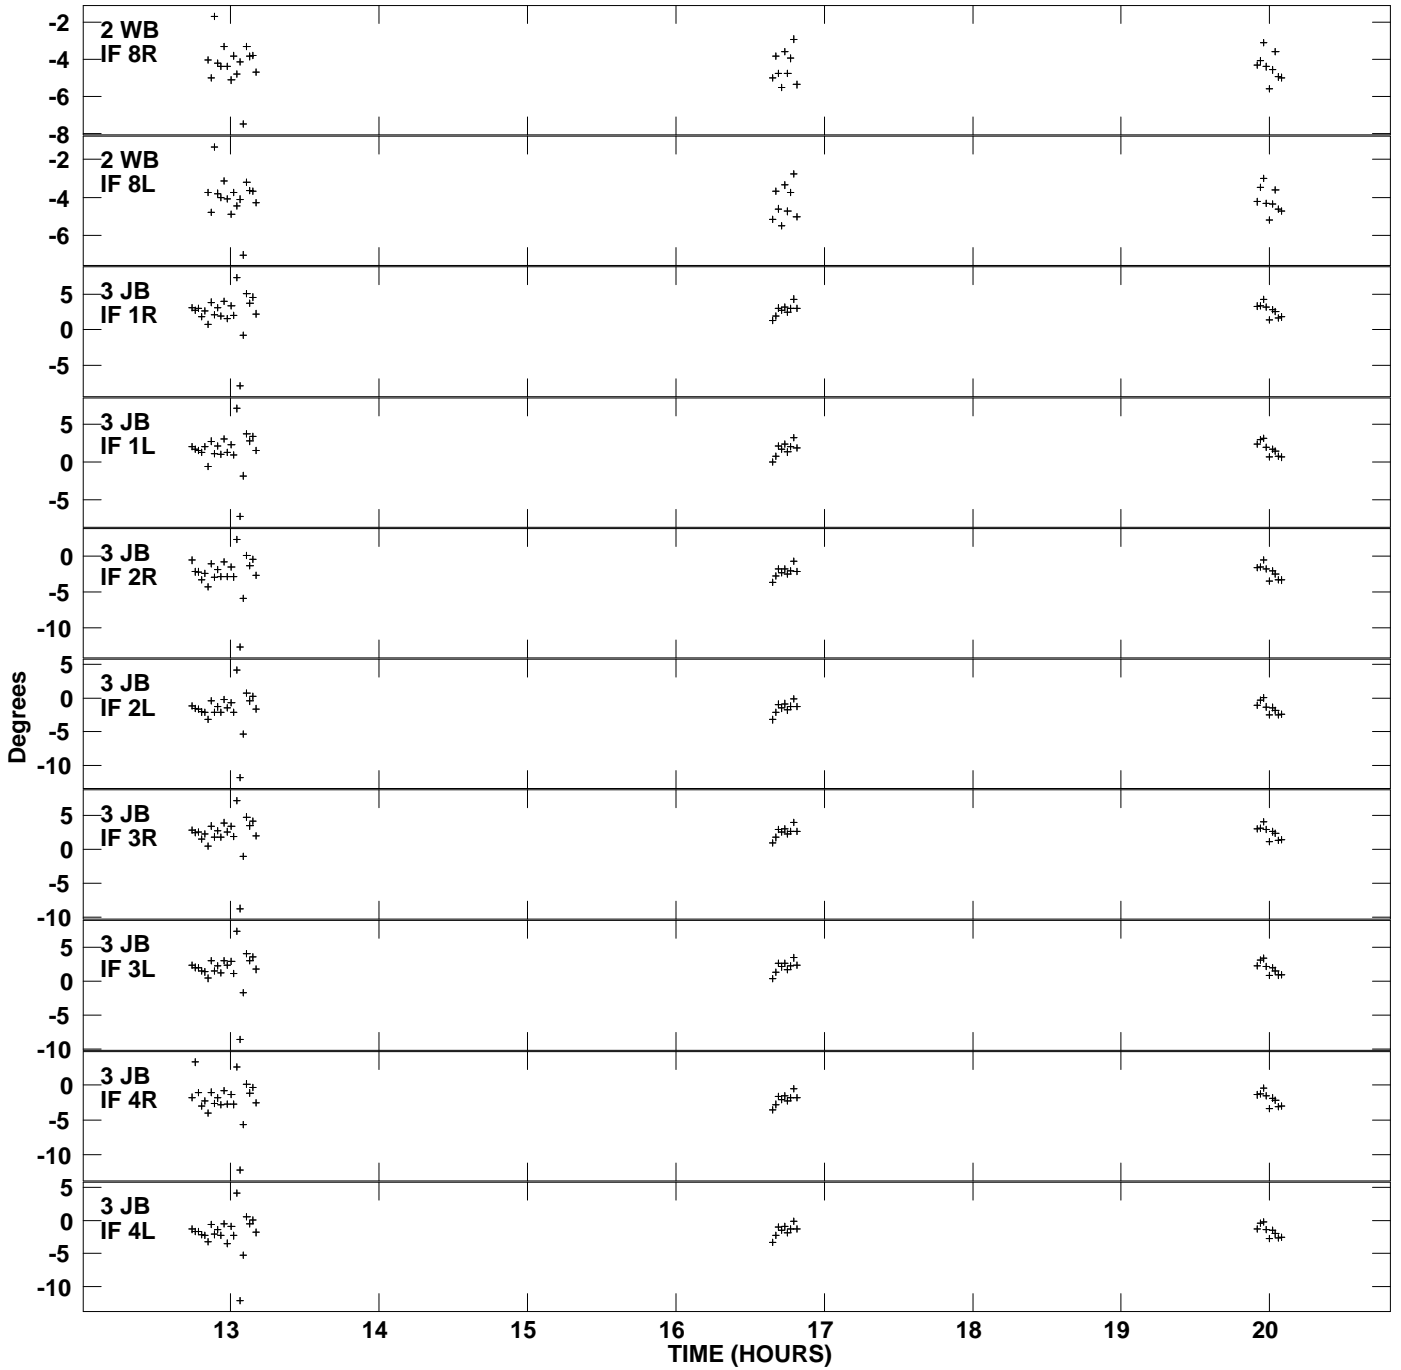 -2
-4
-6
-8
2 WB
IF 8R
-2
-4
-6
2 WB
IF 8L
5
0
-5
3 JB
IF 1R
5
0
-5
3 JB
IF 1L
0
-5
-10
3 JB
IF 2R
5
0
-5
-10
3 JB
IF 2L
Degrees
5
0
-5
-10
3 JB
IF 3R
5
0
-5
-10
3 JB
IF 3L
0
-5
-10
3 JB
IF 4R
5
0
-5
-10
3 JB
IF 4L
13 14 15 16 17 18 19 20
TIME (HOURS)